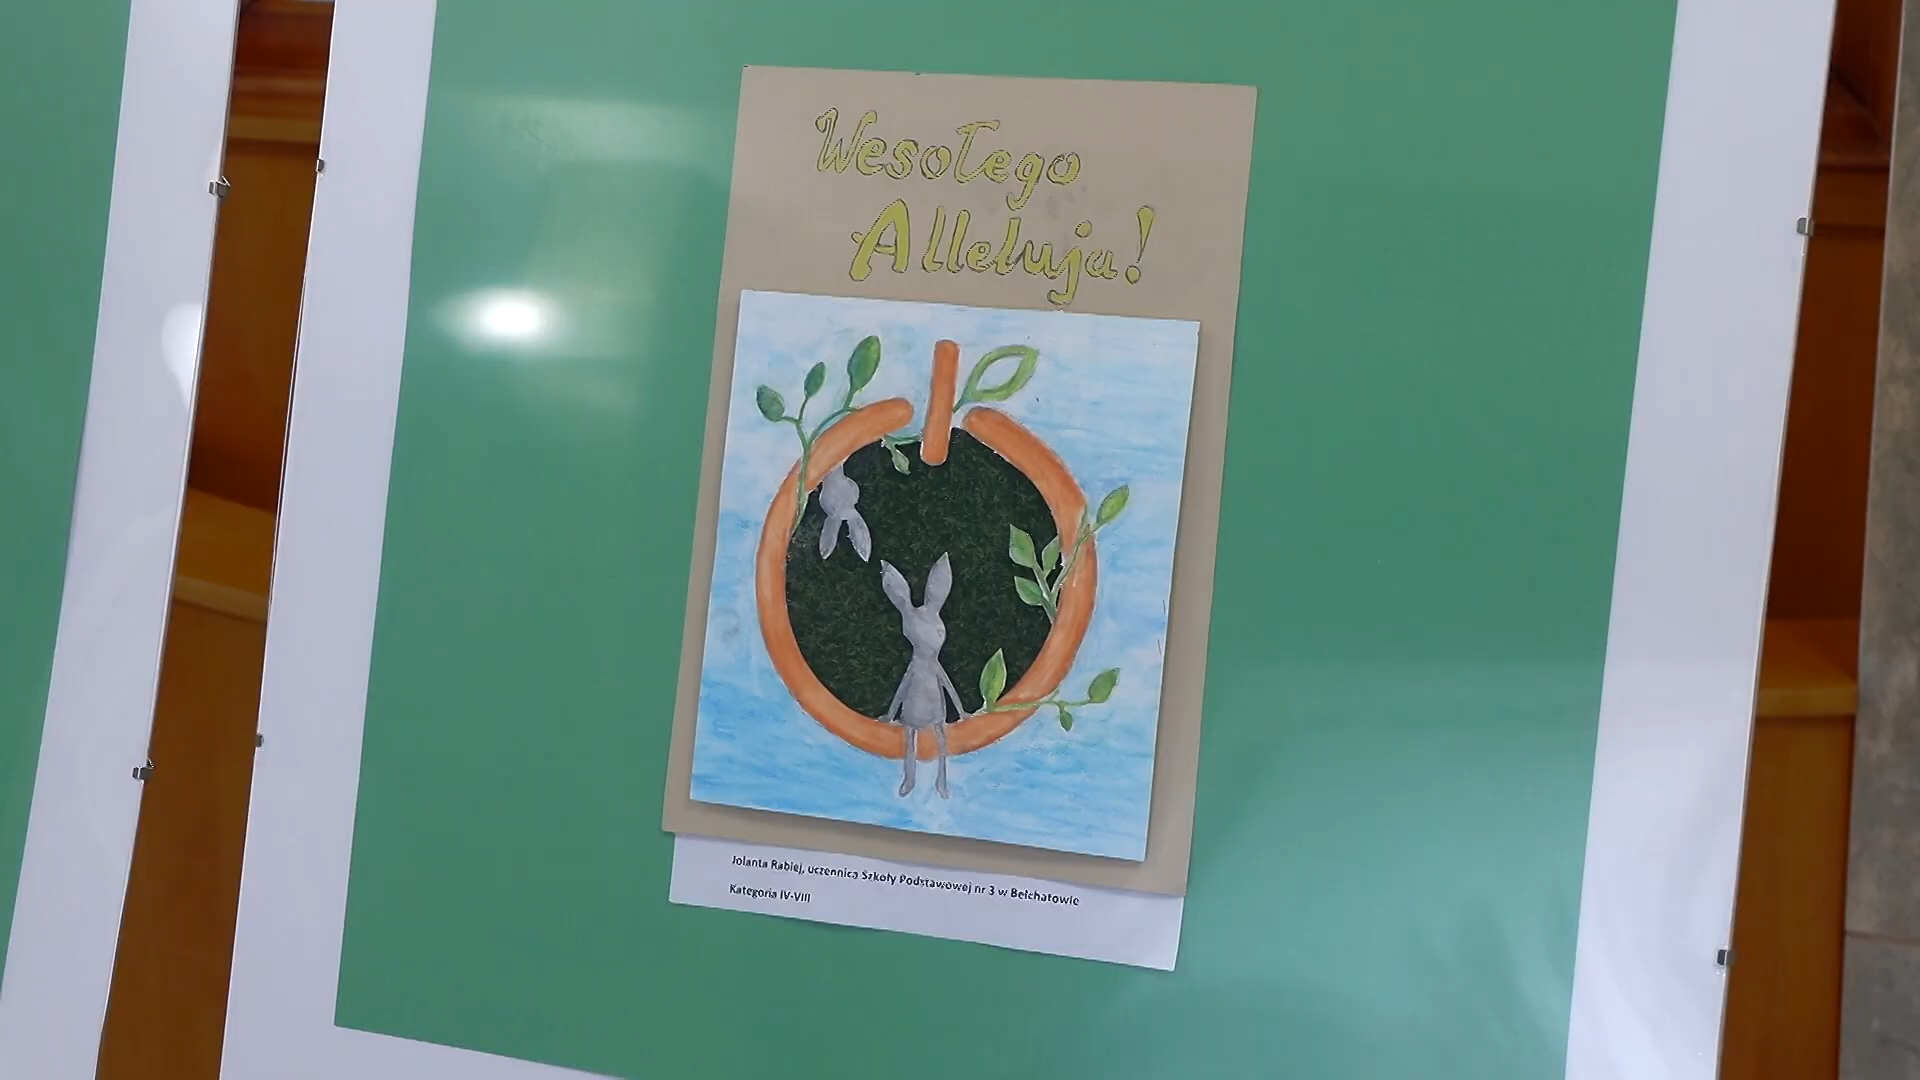 Wesołego
Alleluja!
Jolanta Rabiej, uczennica Szkoły Podstawowej nr 3 w Bełchatowie
Kategoria IV-VIII